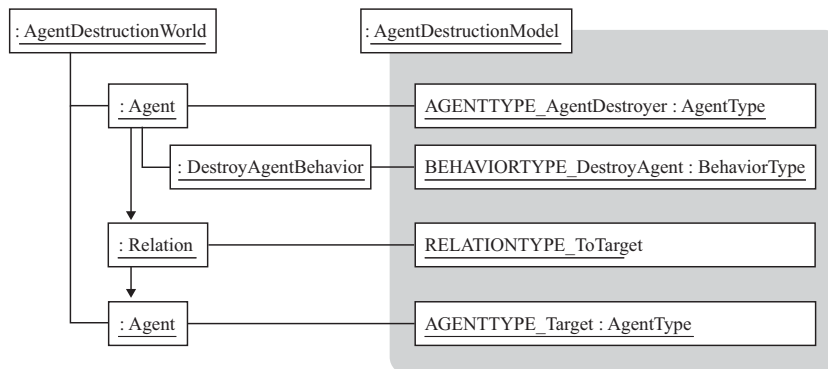 : AgentDestructionWorld
: AgentDestructionModel
: Agent
AGENTTYPE_AgentDestroyer : AgentType
: DestroyAgentBehavior
BEHAVIORTYPE_DestroyAgent : BehaviorType
: Relation
RELATIONTYPE_ToTarget
: Agent
AGENTTYPE_Target : AgentType